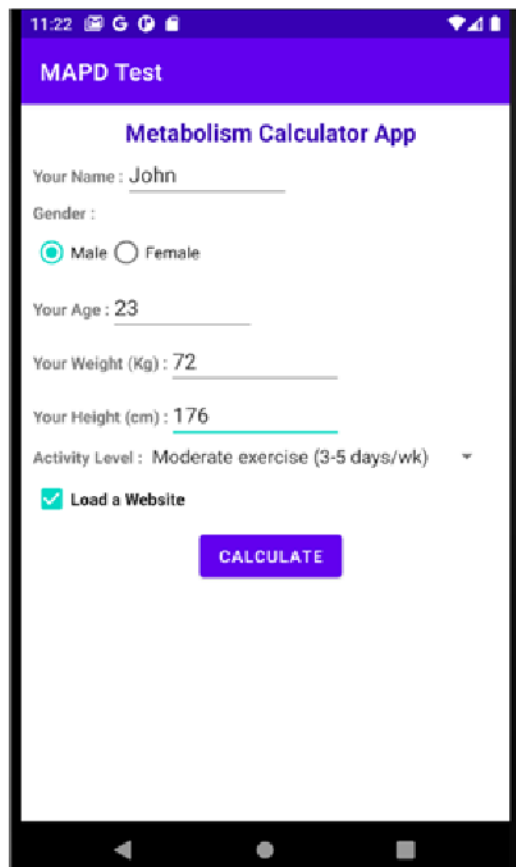 11:22
MAPD Test
Metabolism Calculator App
Your Name : John
Gender :
Male Female
Your Age : 23
Your Weight (Kg) : 72
Your Height (cm) : 176
Activity Level : Moderate exercise (3-5 days/wk)
Load a Website
CALCULATE